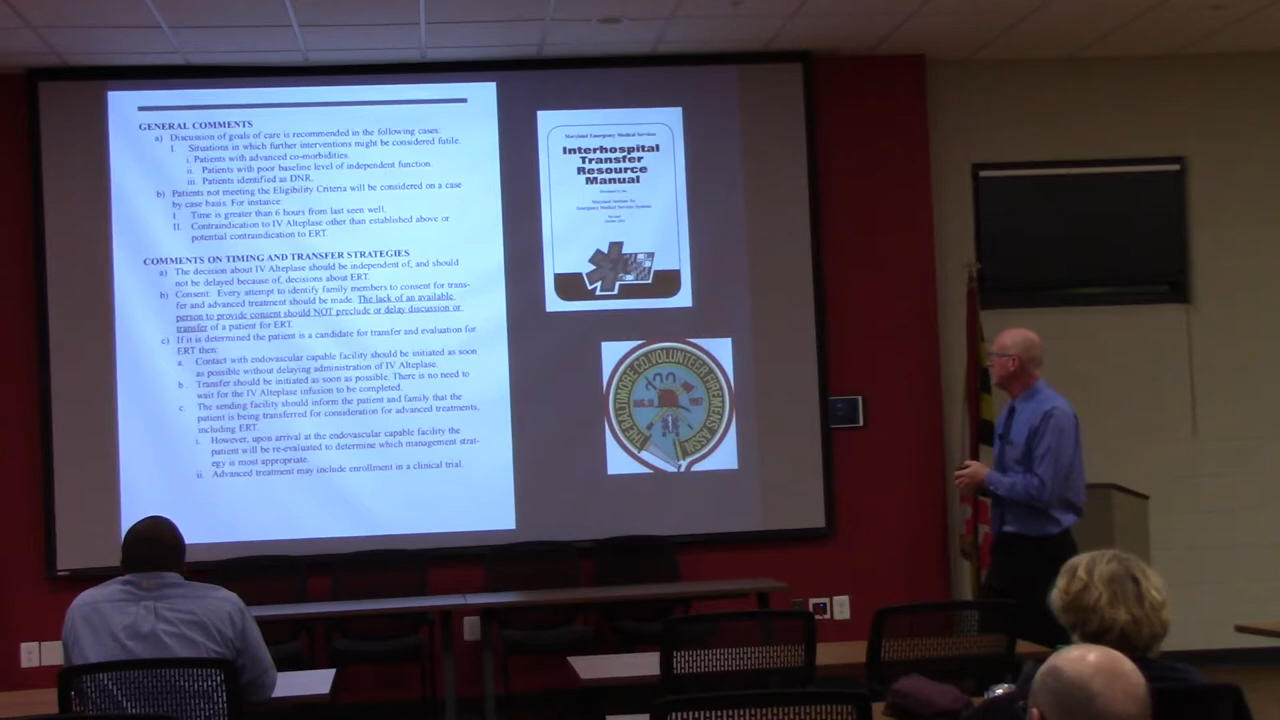 GENERAL COMMENTS
a) Discussion of goals of care is recommended in the following cases:
I. Situations in which further interventions might be considered futile.
i. Patients with advanced co-morbidities.
ii. Patients with poor baseline level of independent function.
iii. Patients identified as DNR.
b) Patients not meeting the Eligibility Criteria will be considered on a case
by case basis. For instance:
I. Time is greater than 6 hours from last seen well.
II. Contraindication to IV Alteplase other than established above or
potential contraindication to ERT.
COMMENTS ON TIMING AND TRANSFER STRATEGIES
a) The decision about IV Alteplase should be independent of, and should
not be delayed because of, decisions about ERT.
b) Consent: Every attempt to identify family members to consent for trans-
fer and advanced treatment should be made. The lack of an available
person to provide consent should NOT preclude or delay discussion or
transfer of a patient for ERT.
c) If it is determined the patient is a candidate for transfer and evaluation for
ERT then:
a. Contact with endovascular capable facility should be initiated as soon
as possible without delaying administration of IV Alteplase.
b. Transfer should be initiated as soon as possible. There is no need to
wait for the IV Alteplase infusion to be completed.
c. The sending facility should inform the patient and family that the
patient is being transferred for consideration for advanced treatments,
including ERT.
i. However, upon arrival at the endovascular capable facility the
patient will be re-evaluated to determine which management strat-
egy is most appropriate.
ii. Advanced treatment may include enrollment in a clinical trial.
Maryland Emergency Medical Services
Interhospital
Transfer
Resource
Manual
Developed by the
Maryland Institute for
Emergency Medical Services Systems
Revised
THE BALTIMORE CO. VOLUNTEER FIREMENS ASSN.
AUG. 1907